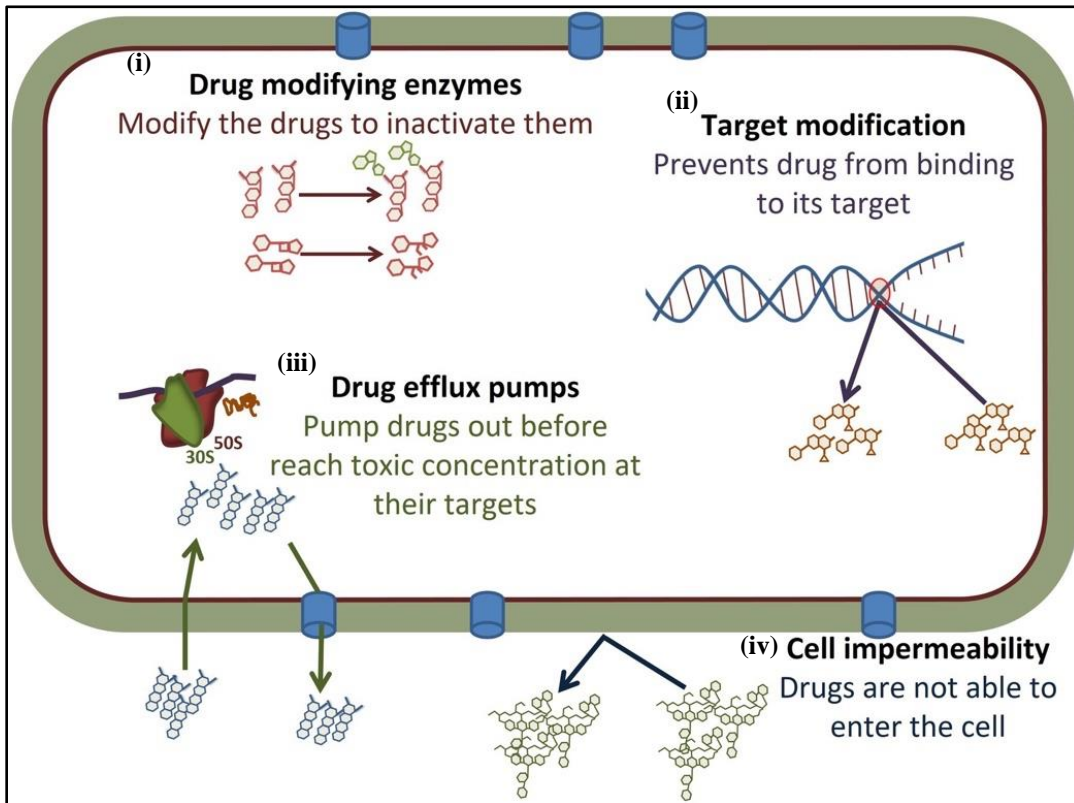 (i)
Drug modifying enzymes
Modify the drugs to inactivate them
(ii)
Target modification
Prevents drug from binding
to its target
(iii)
Drug efflux pumps
Pump drugs out before
reach toxic concentration at
their targets
50S
30S
(iv)
Cell impermeability
Drugs are not able to
enter the cell